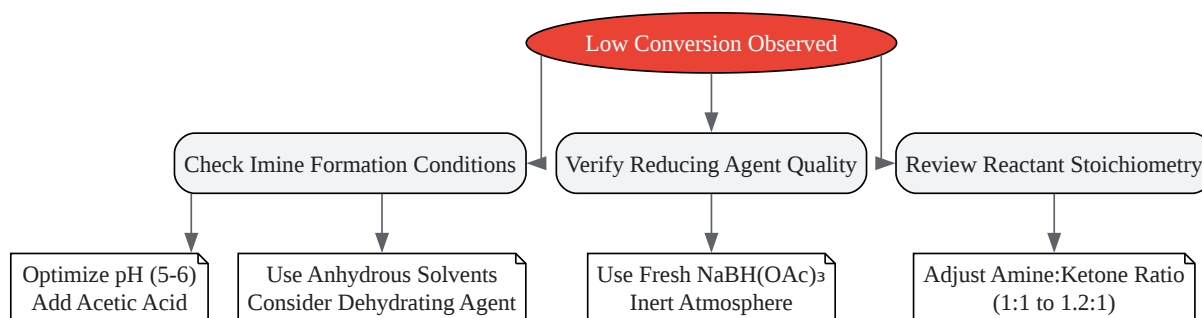 Low Conversion Observed
Check Imine Formation Conditions
Verify Reducing Agent Quality
Review Reactant Stoichiometry
Optimize pH (5-6)
Add Acetic Acid
Use Anhydrous Solvents
Consider Dehydrating Agent
Use Fresh NaBH(OAc)₃
Inert Atmosphere
Adjust Amine:Ketone Ratio
(1:1 to 1.2:1)